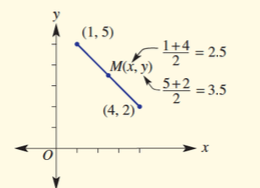 y
(1, 5)
M(x, y)
1+4/2 = 2.5
5+2/2 = 3.5
(4, 2)
O
x